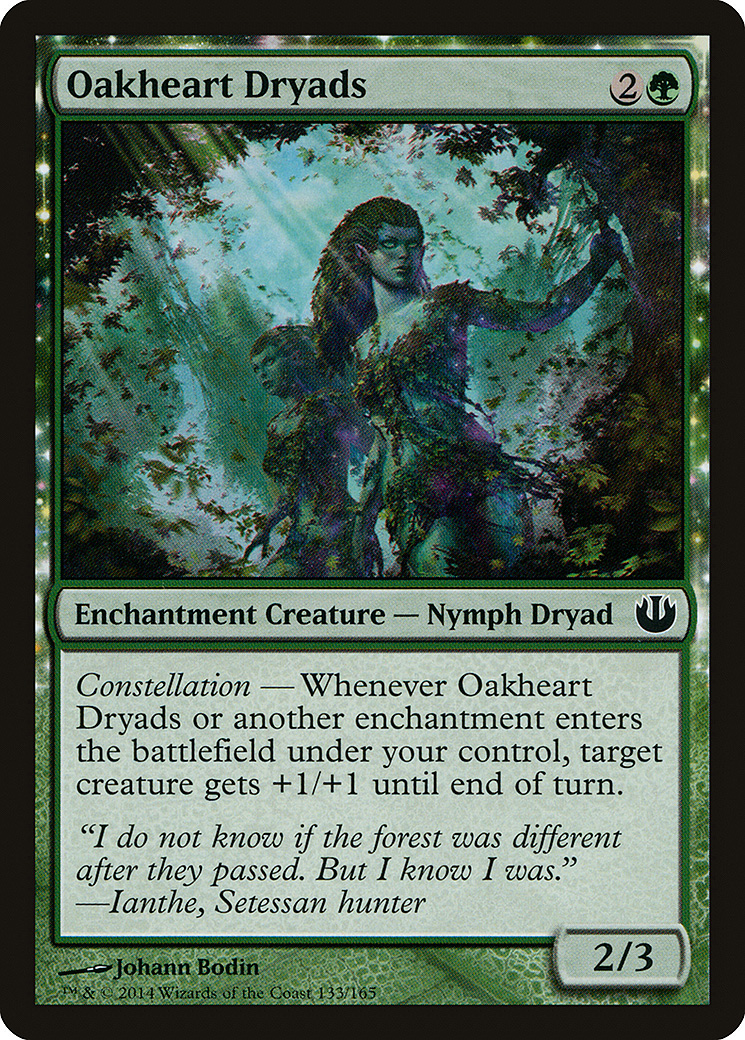 Oakheart Dryads 2
Enchantment Creature — Nymph Dryad
Constellation — Whenever Oakheart
Dryads or another enchantment enters
the battlefield under your control, target
creature gets +1/+1 until end of turn.
“I do not know if the forest was different
after they passed. But I know I was.”
—Ianthe, Setessan hunter
2/3
Johann Bodin
™ & © 2014 Wizards of the Coast 133/165